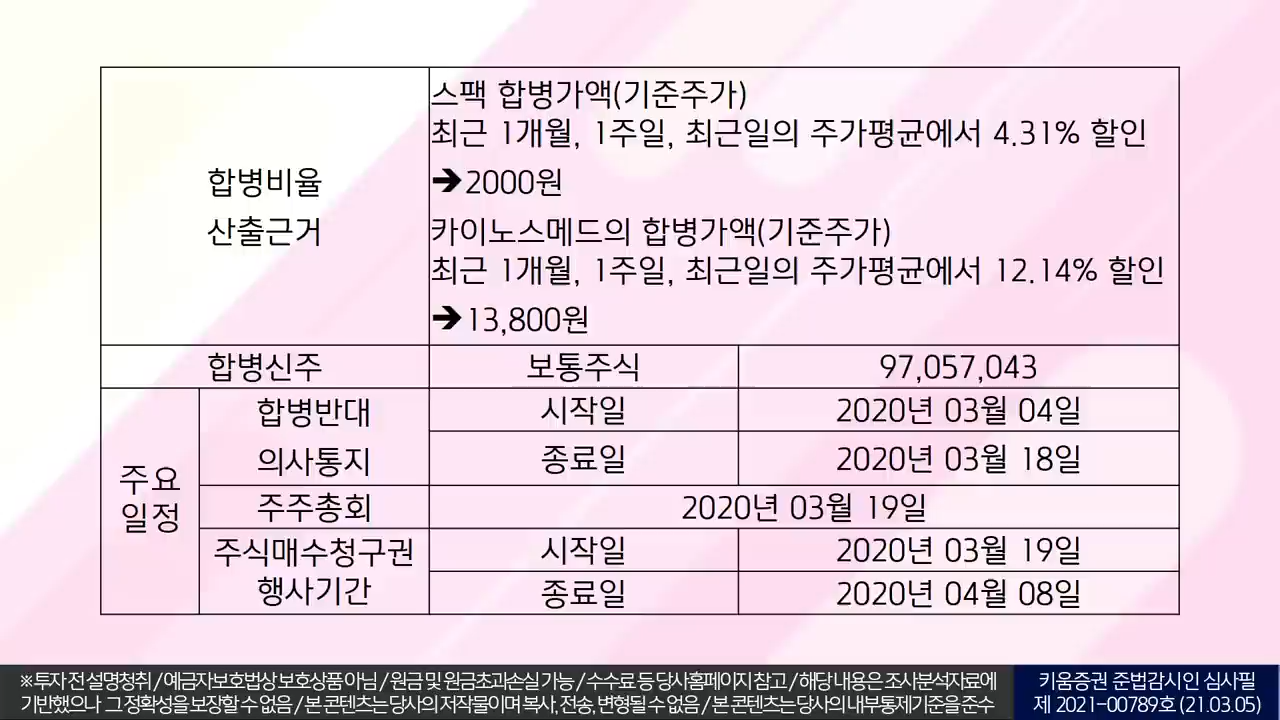 스팩 합병가액(기준주가)
최근 1개월, 1주일, 최근일의 주가평균에서 4.31% 할인
합병비율
산출근거
➔2000원
카이노스메드의 합병가액(기준주가)
최근 1개월, 1주일, 최근일의 주가평균에서 12.14% 할인
➔13,800원
합병신주 보통주식 97,057,043
주요
일정
합병반대
의사통지
시작일 2020년 03월 04일
종료일 2020년 03월 18일
주주총회 2020년 03월 19일
주식매수청구권
행사기간
시작일 2020년 03월 19일
종료일 2020년 04월 08일
※ 투자 전 설명청취 / 예금자보호법상 보호상품 아님 / 원금 및 원금초과손실 가능 / 수수료 등 당사홈페이지 참고 / 해당 내용은 조사분석자료에
기반했으나 그 정확성을 보장할 수 없음 / 본 콘텐츠는 당사의 저작물이며 복사, 전송, 변형될 수 없음 / 본 콘텐츠는 당사의 내부통제기준을 준수
키움증권 준법감시인 심사필
제 2021-00789호 (21.03.05)